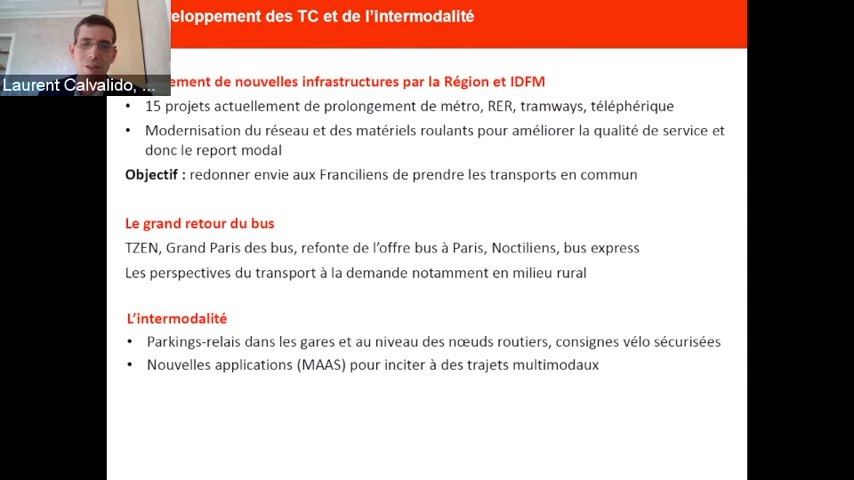 veloppement des TC et de l'intermodalité
Laurent Calvalido, ...
ement de nouvelles infrastructures par la Région et IDFM
• 15 projets actuellement de prolongement de métro, RER, tramways, téléphérique
• Modernisation du réseau et des matériels roulants pour améliorer la qualité de service et
donc le report modal
Objectif : redonner envie aux Franciliens de prendre les transports en commun
Le grand retour du bus
TZEN, Grand Paris des bus, refonte de l'offre bus à Paris, Noctiliens, bus express
Les perspectives du transport à la demande notamment en milieu rural
L'intermodalité
• Parkings-relais dans les gares et au niveau des nœuds routiers, consignes vélo sécurisées
• Nouvelles applications (MAAS) pour inciter à des trajets multimodaux